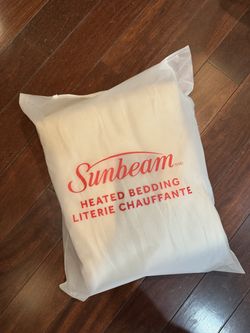 Sunbeam
HEATED BEDDING
LITERIE CHAUFFANTE